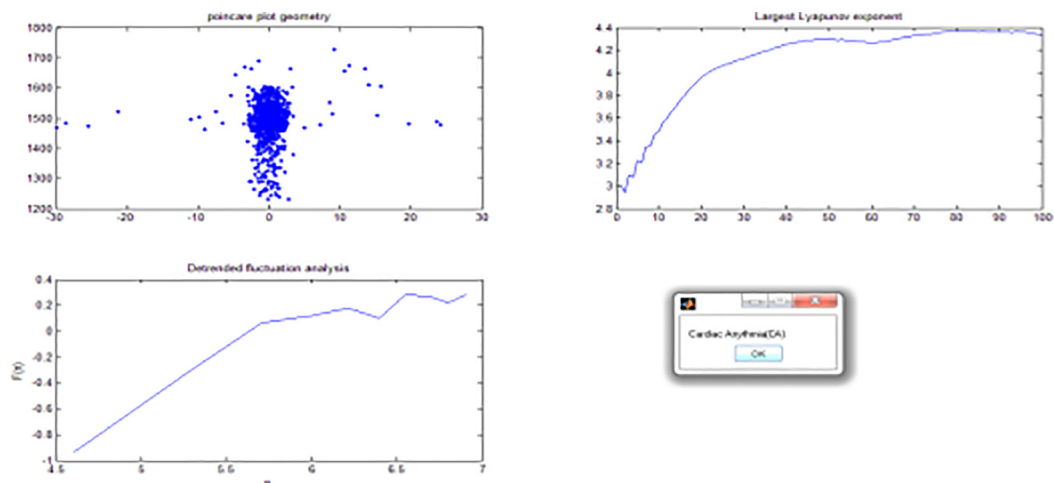 poincare plot geometry
1800
1700
1600
1500
1400
1300
1200
-30 -20 -10 0 10 20 30
Largest Lyapunov exponent
4.4
4.2
4
3.8
3.6
3.4
3.2
3
2.8
0 10 20 30 40 50 60 70 80 90 100
Detrended fluctuation analysis
0.4
0.2
0
-0.2
-0.4
-0.6
-0.8
-1
F(x)
4.5 5 5.5 6 6.5 7
Cardiac Arrythmia(CA)
OK